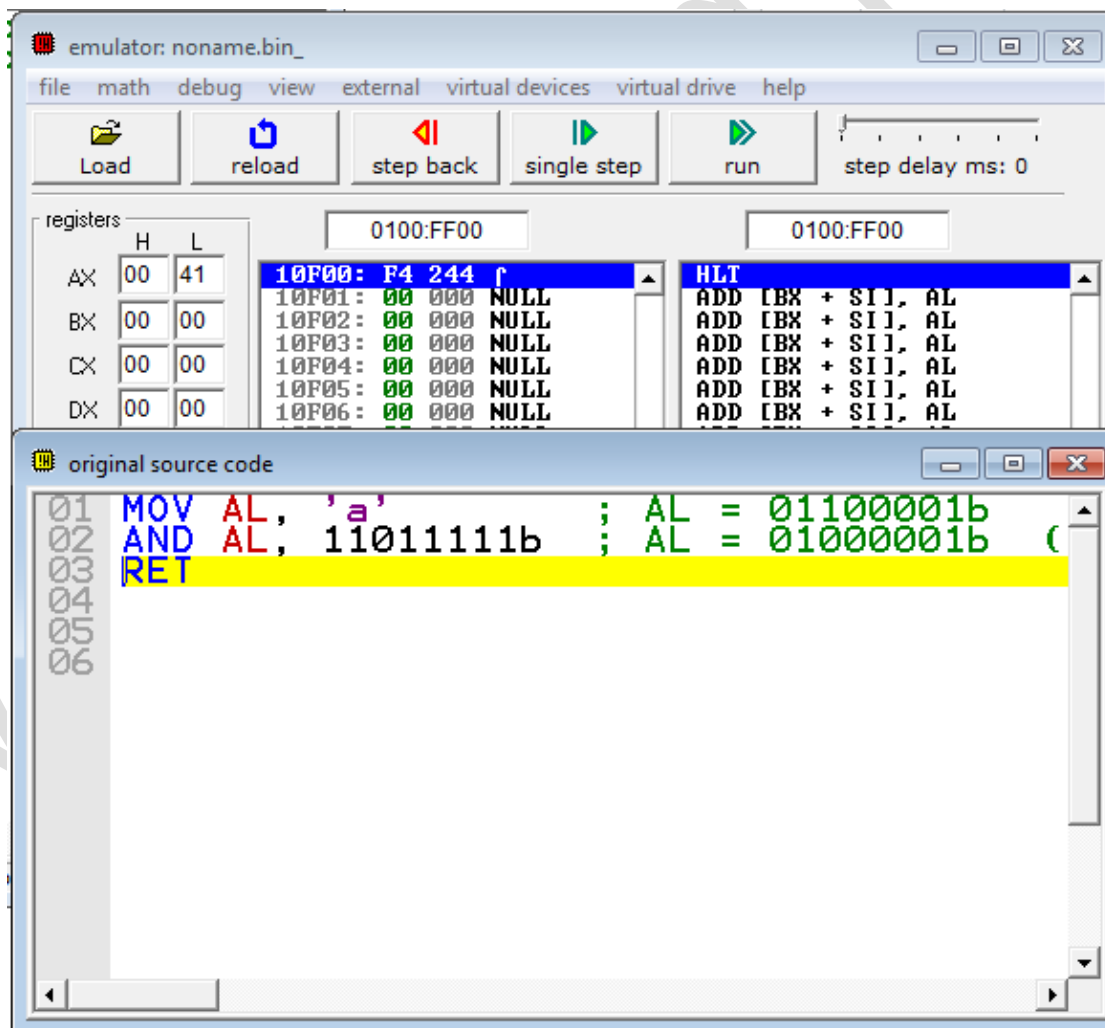 emulator: noname.bin_
file math debug view external virtual devices virtual drive help
Load reload step back single step run step delay ms: 0
registers
H L
0100:FF00 0100:FF00
AX 00 41
BX 00 00
CX 00 00
DX 00 00
10F00: F4 244 ⌠
10F01: 00 000 NULL
10F02: 00 000 NULL
10F03: 00 000 NULL
10F04: 00 000 NULL
10F05: 00 000 NULL
10F06: 00 000 NULL
HLT
ADD [BX + SI], AL
ADD [BX + SI], AL
ADD [BX + SI], AL
ADD [BX + SI], AL
ADD [BX + SI], AL
ADD [BX + SI], AL
original source code
01 MOV AL, 'a' ; AL = 01100001b
02 AND AL, 11011111b ; AL = 01000001b (
03 RET
04
05
06